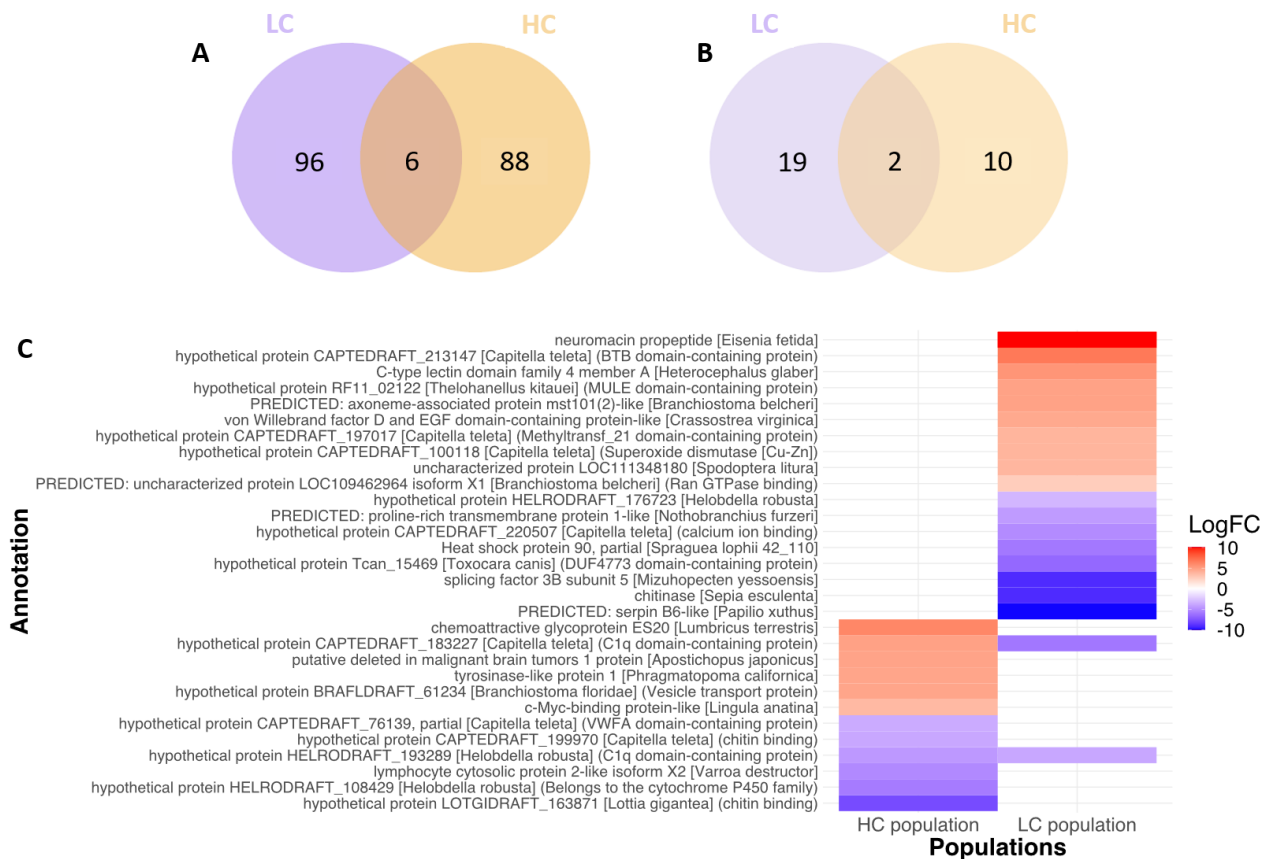 LC
HC
LC
HC
A
B
96
6
88
19
2
10
C
neuromacin propeptide [Eisenia fetida]
hypothetical protein CAPTEDRAFT_213147 [Capitella teleta] (BTB domain-containing protein)
C-type lectin domain family 4 member A [Heterocephalus glaber]
hypothetical protein RF11_02122 [Thelohanellus kitauei] (MULE domain-containing protein)
PREDICTED: axoneme-associated protein mst101(2)-like [Branchiostoma belcheri]
von Willebrand factor D and EGF domain-containing protein-like [Crassostrea virginica]
hypothetical protein CAPTEDRAFT_197017 [Capitella teleta] (Methyltransf_21 domain-containing protein)
hypothetical protein CAPTEDRAFT_100118 [Capitella teleta] (Superoxide dismutase [Cu-Zn])
uncharacterized protein LOC111348180 [Spodoptera litura]
PREDICTED: uncharacterized protein LOC109462964 isoform X1 [Branchiostoma belcheri] (Ran GTPase binding)
hypothetical protein HELRODRAFT_176723 [Helobdella robusta]
PREDICTED: proline-rich transmembrane protein 1-like [Nothobranchius furzeri]
hypothetical protein CAPTEDRAFT_220507 [Capitella teleta] (calcium ion binding)
Heat shock protein 90, partial [Spraguea lophii 42_110]
hypothetical protein Tcan_15469 [Toxocara canis] (DUF4773 domain-containing protein)
splicing factor 3B subunit 5 [Mizuhopecten yessoensis]
chitinase [Sepia esculenta]
PREDICTED: serpin B6-like [Papilio xuthus]
chemoattractive glycoprotein ES20 [Lumbricus terrestris]
hypothetical protein CAPTEDRAFT_183227 [Capitella teleta] (C1q domain-containing protein)
putative deleted in malignant brain tumors 1 protein [Apostichopus japonicus]
tyrosinase-like protein 1 [Phragmatopoma californica]
hypothetical protein BRAFLDRAFT_61234 [Branchiostoma floridae] (Vesicle transport protein)
c-Myc-binding protein-like [Lingula anatina]
hypothetical protein CAPTEDRAFT_76139, partial [Capitella teleta] (VWFA domain-containing protein)
hypothetical protein CAPTEDRAFT_199970 [Capitella teleta] (chitin binding)
hypothetical protein HELRODRAFT_193289 [Helobdella robusta] (C1q domain-containing protein)
lymphocyte cytosolic protein 2-like isoform X2 [Varroa destructor]
hypothetical protein HELRODRAFT_108429 [Helobdella robusta] (Belongs to the cytochrome P450 family)
hypothetical protein LOTGIDRAFT_163871 [Lottia gigantea] (chitin binding)
Annotation
HC population
LC population
Populations
LogFC
10
5
0
-5
-10